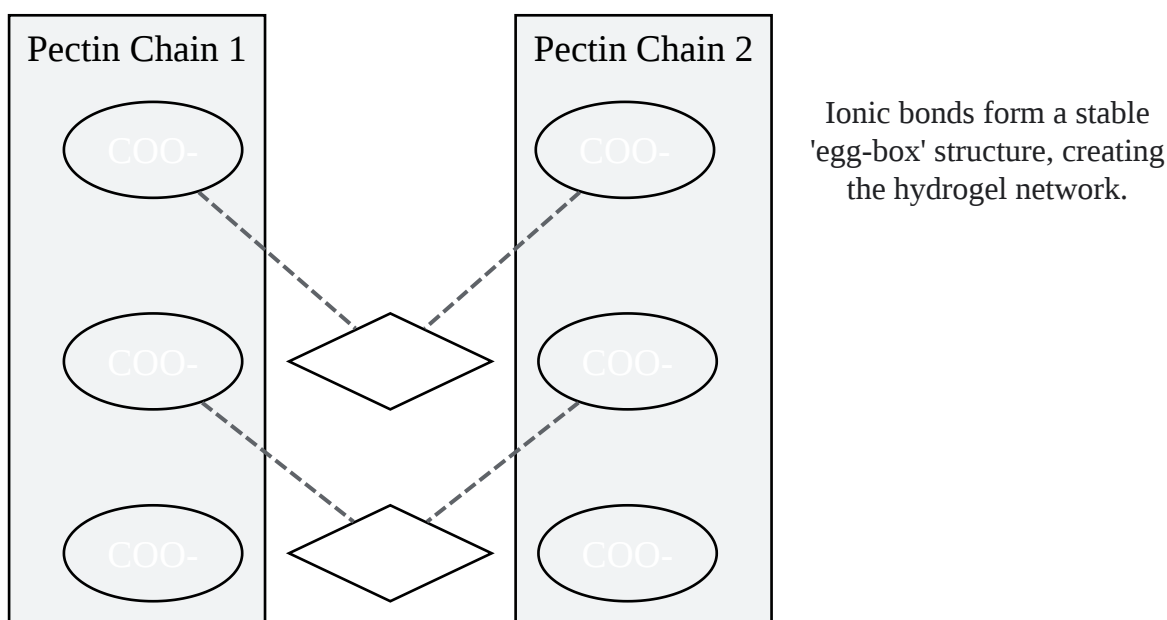 Pectin Chain 1
Pectin Chain 2
COO-
COO-
Ionic bonds form a stable
'egg-box' structure, creating
the hydrogel network.
COO-
COO-
COO-
COO-